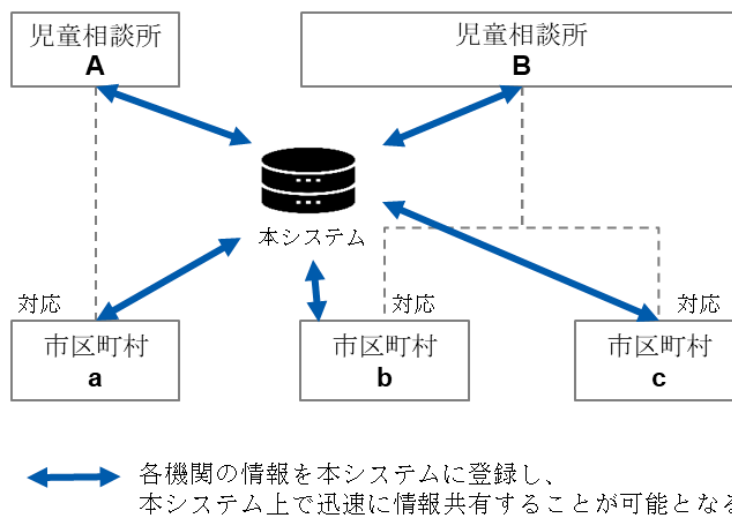 児童相談所
A
児童相談所
B
本システム
対応
対応
対応
市区町村
a
市区町村
b
市区町村
c
各機関の情報を本システムに登録し、
本システム上で迅速に情報共有することが可能となる